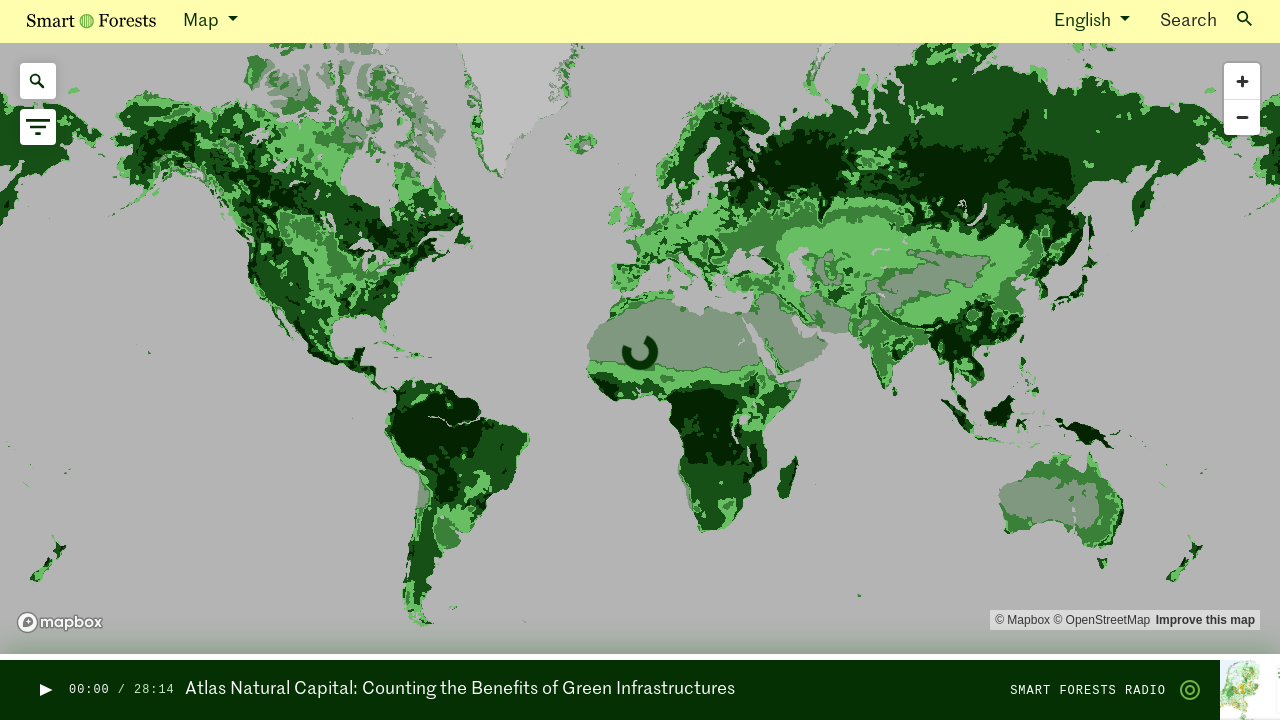 Smart Forests
Map
English
Search
mapbox
© Mapbox © OpenStreetMap Improve this map
00:00 / 28:14 Atlas Natural Capital: Counting the Benefits of Green Infrastructures
SMART FORESTS RADIO